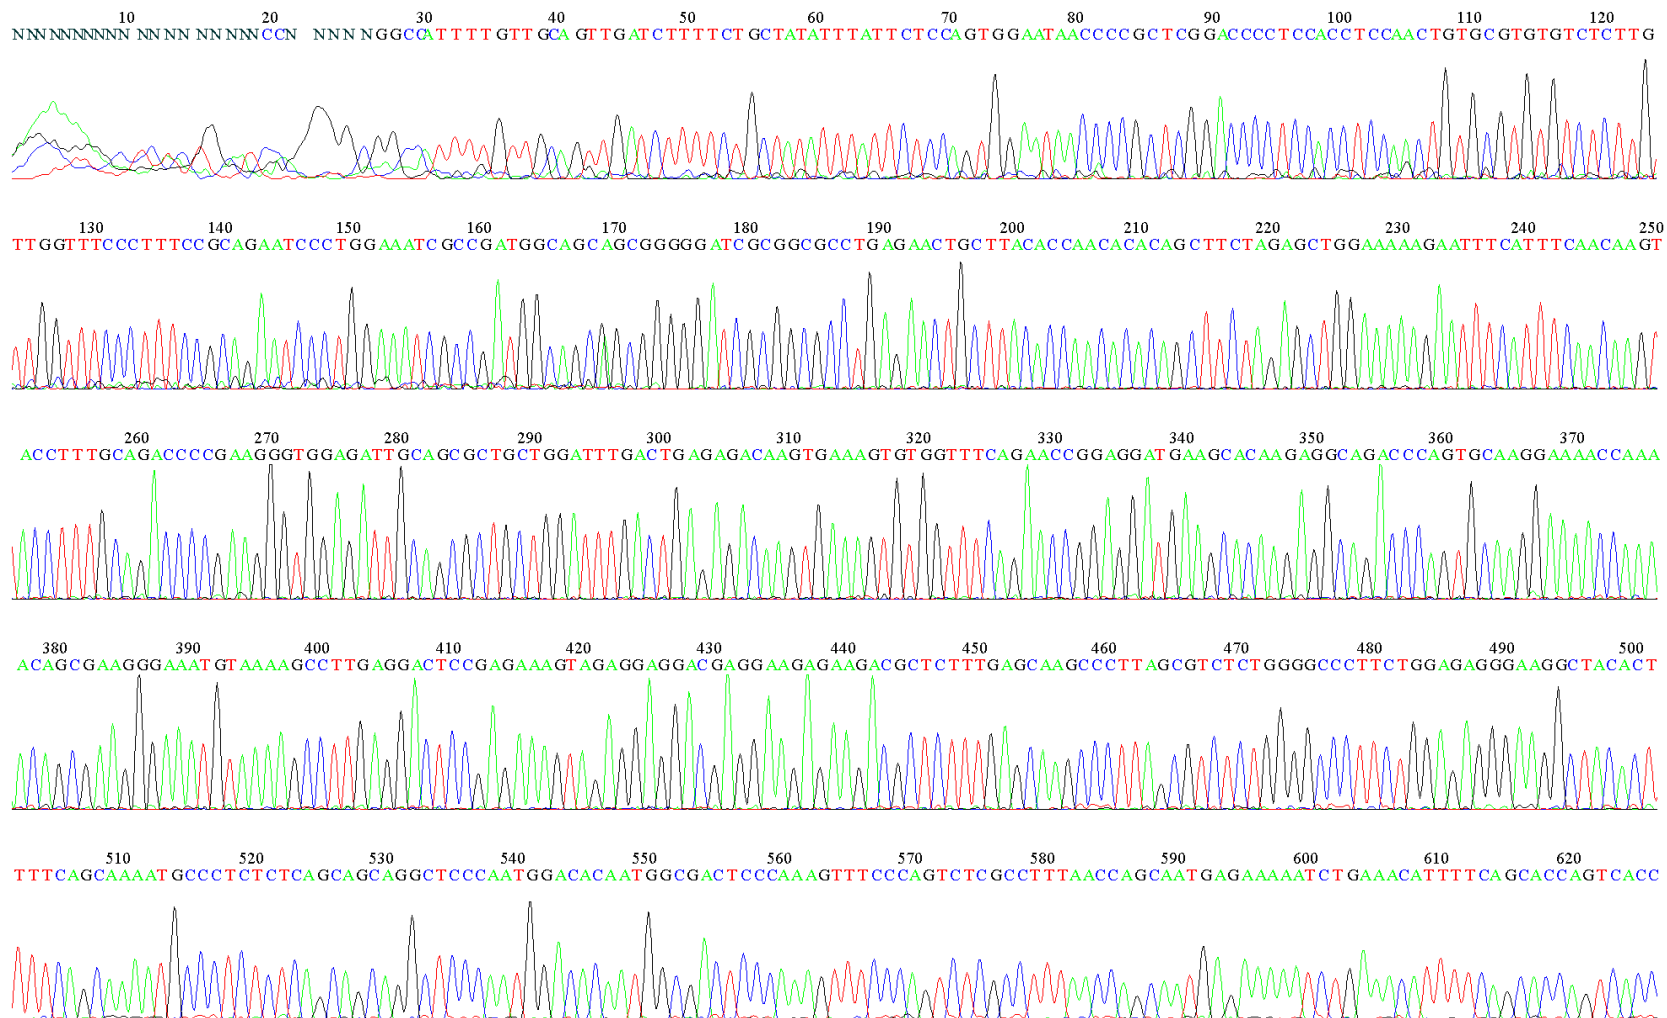 10 20 30 40 50 60 70 80 90 100 110 120
NNNNNNNNNN NNNN NNNNNCCN NNNNGGCCATTTTGTTGCAGTTGATCTTTTCTGCTATATTTATTCTCCAGTGGAATAACCCCGCTCGGACCCCTCCACCTCCAACTGTGCGTGTGTCTCTTG
130 140 150 160 170 180 190 200 210 220 230 240 250
TTGGTTTCCCTTTCCGCAGAATCCCTGGAAATCGCCGATGGCAGCAGCGGGGGATCGCGGCGCCTGAGAACTGCTTACACCAACACACAGCTTCTAGAGCTGGAAAAAGAATTTCATTTCAACAAGT
260 270 280 290 300 310 320 330 340 350 360 370
ACCTTTGCAGACCCCGAAGGGTGGAGATTGCAGCGCTGCTGGATTTGACTGAGAGACAAGTGAAAGTGTGGTTTCAGAACCGGAGGATGAAGCACAAGAGGCAGACCCAGTGCAAGGAAAACCAAA
380 390 400 410 420 430 440 450 460 470 480 490 500
ACAGCGAAGGGAAATGTAAAAGCCTTGAGGACTCCGAGAAAGTAGAGGAGGACGAGGAAGAGAAGACGCTCTTTGAGCAAGCCCTTAGCGTCTCTGGGGCCCTTCTGGAGAGGGAAGGCTACACT
510 520 530 540 550 560 570 580 590 600 610 620
TTTCAGCAAAATGCCCTCTCTCAGCAGCAGGCTCCCAATGGACACAATGGCGACTCCCAAAGTTTCCCAGTCTCGCCTTTAACCAGCAATGAGAAAAATCTGAAACATTTTCAGCACCAGTCACC